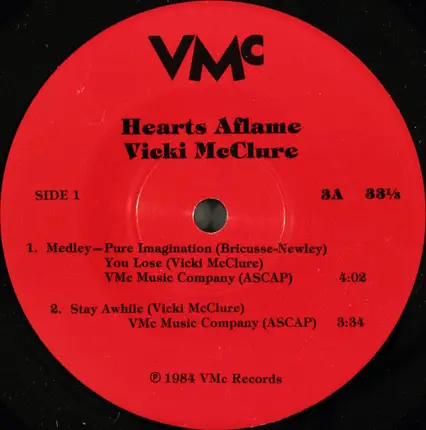 VMc
Hearts Aflame
Vicki McClure
SIDE 1 3A 33⅓
1. Medley—Pure Imagination (Bricusse-Newley)
You Lose (Vicki McClure)
VMc Music Company (ASCAP) 4:02
2. Stay Awhile (Vicki McClure)
VMc Music Company (ASCAP) 3:34
℗ 1984 VMc Records